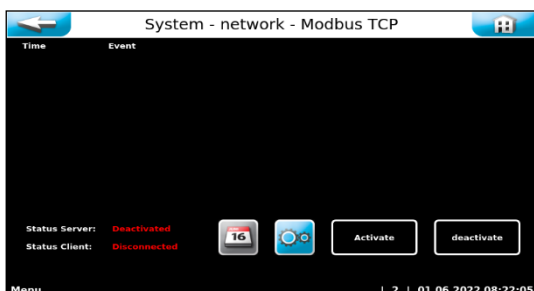 System - network - Modbus TCP
Time Event
Status Server: Deactivated
Status Client: Disconnected
16
Activate
deactivate
Menu | 2 | 01.06.2022 08:22:05